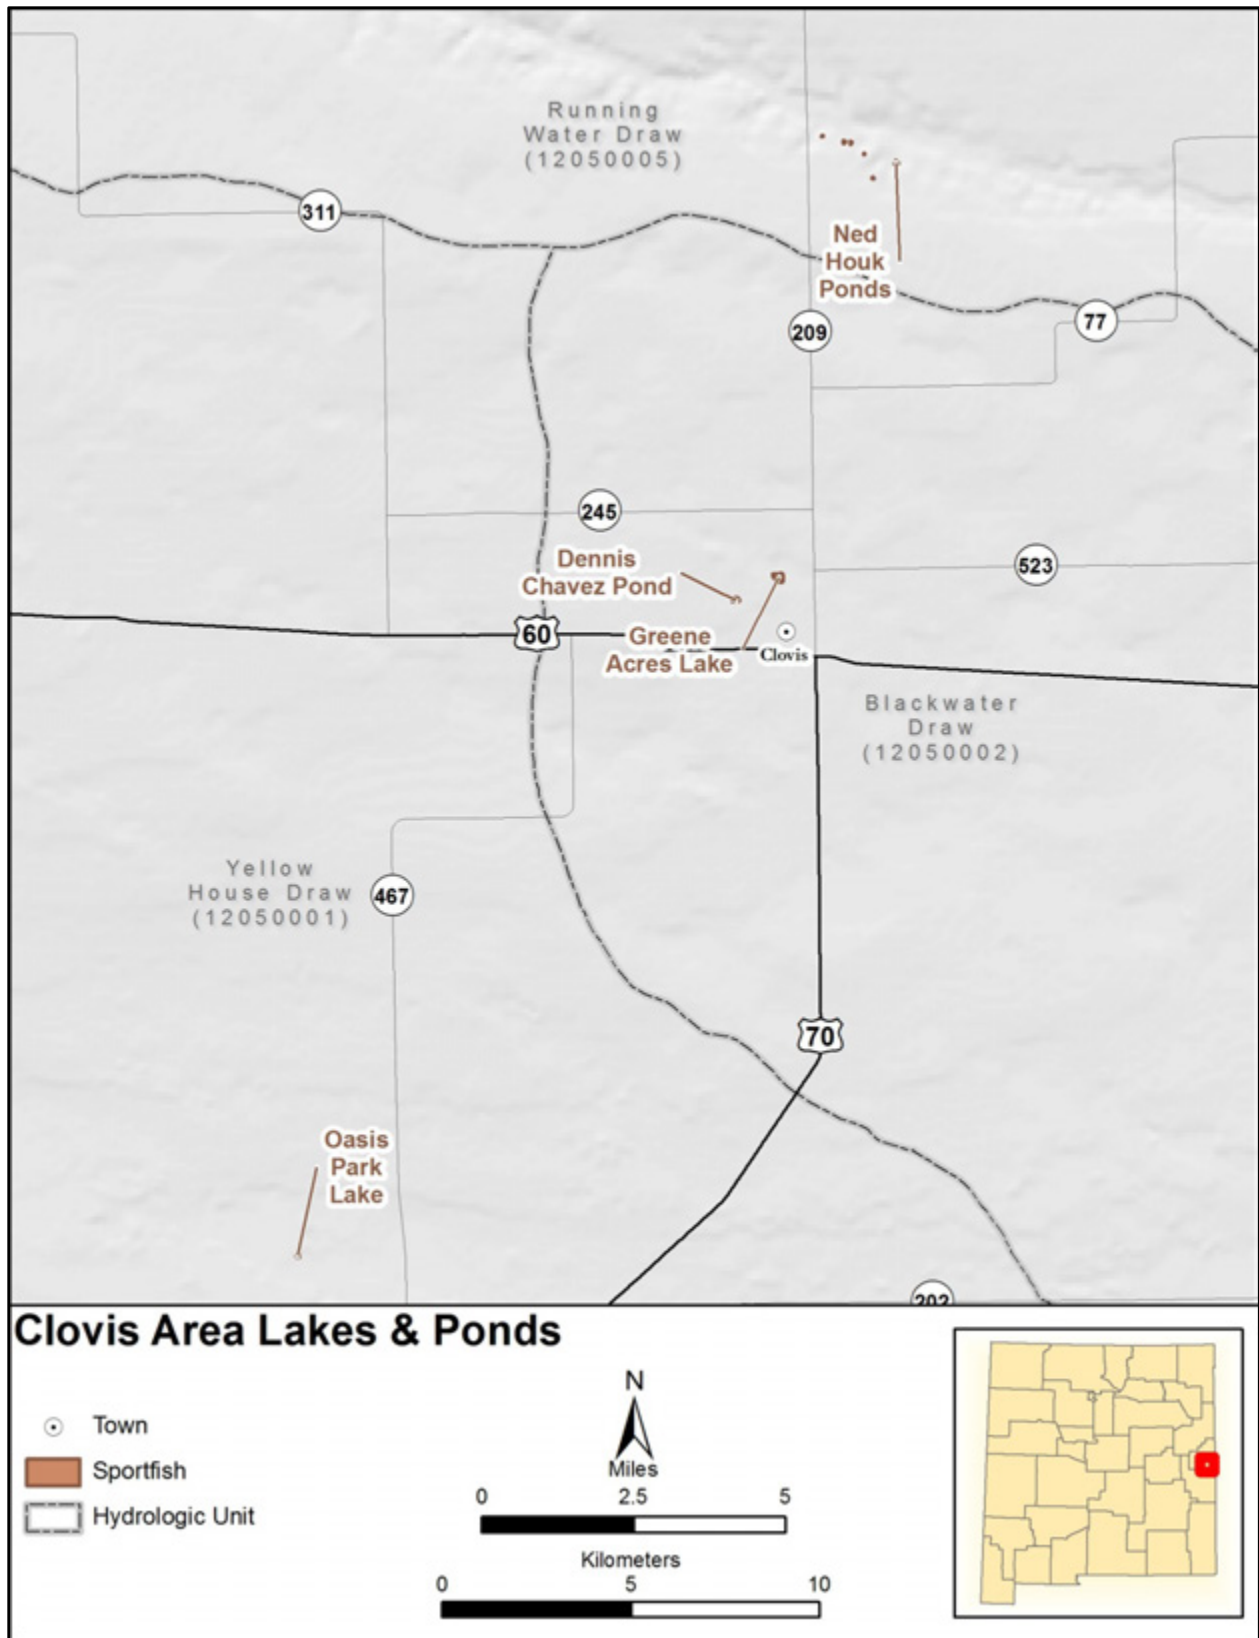 Running
Water Draw
(12050005)
311
Ned
Houk
Ponds
209
77
245
Dennis
Chavez Pond
523
60
Greene
Acres Lake
Clovis
Blackwater
Draw
(12050002)
Yellow
House Draw
(12050001)
467
70
Oasis
Park
Lake
202
Clovis Area Lakes & Ponds
Town
Sportfish
Hydrologic Unit
N
Miles
0 2.5 5
Kilometers
0 5 10